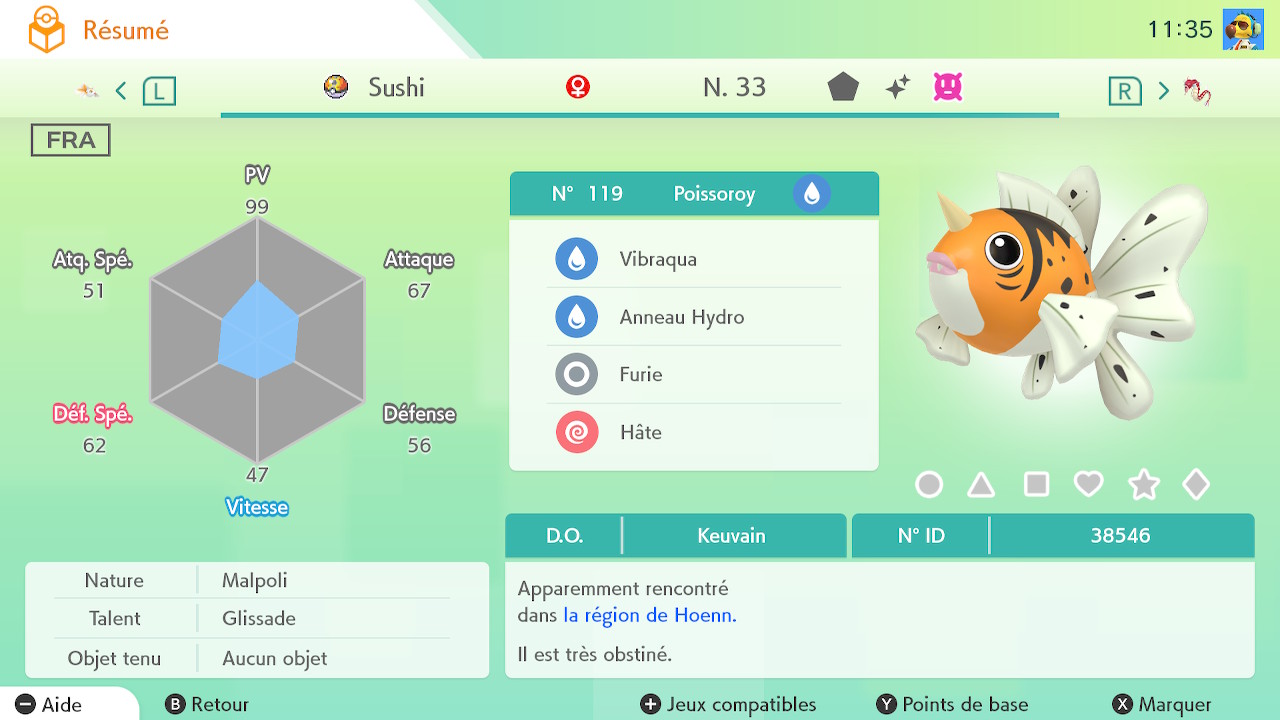 Résumé
11:35
L
Sushi
N. 33
R
FRA
PV
99
Atq. Spé.
51
Attaque
67
Déf. Spé.
62
Défense
56
47
Vitesse
N° 119 Poissoroy
Vibraqua
Anneau Hydro
Furie
Hâte
D.O. Keuvain N° ID 38546
Nature Malpoli
Talent Glissade
Objet tenu Aucun objet
Apparemment rencontré
dans la région de Hoenn.
Il est très obstiné.
Aide
B Retour
Jeux compatibles
Y Points de base
X Marquer